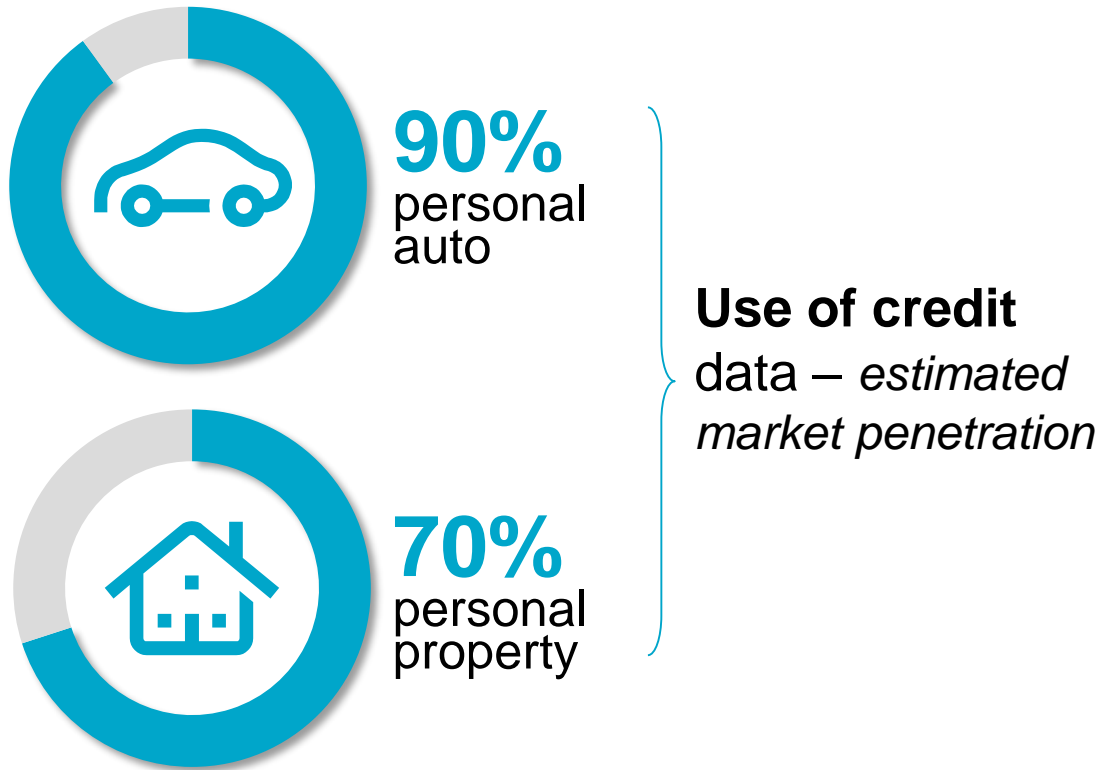 90%
personal
auto
Use of credit
data – estimated
market penetration
70%
personal
property